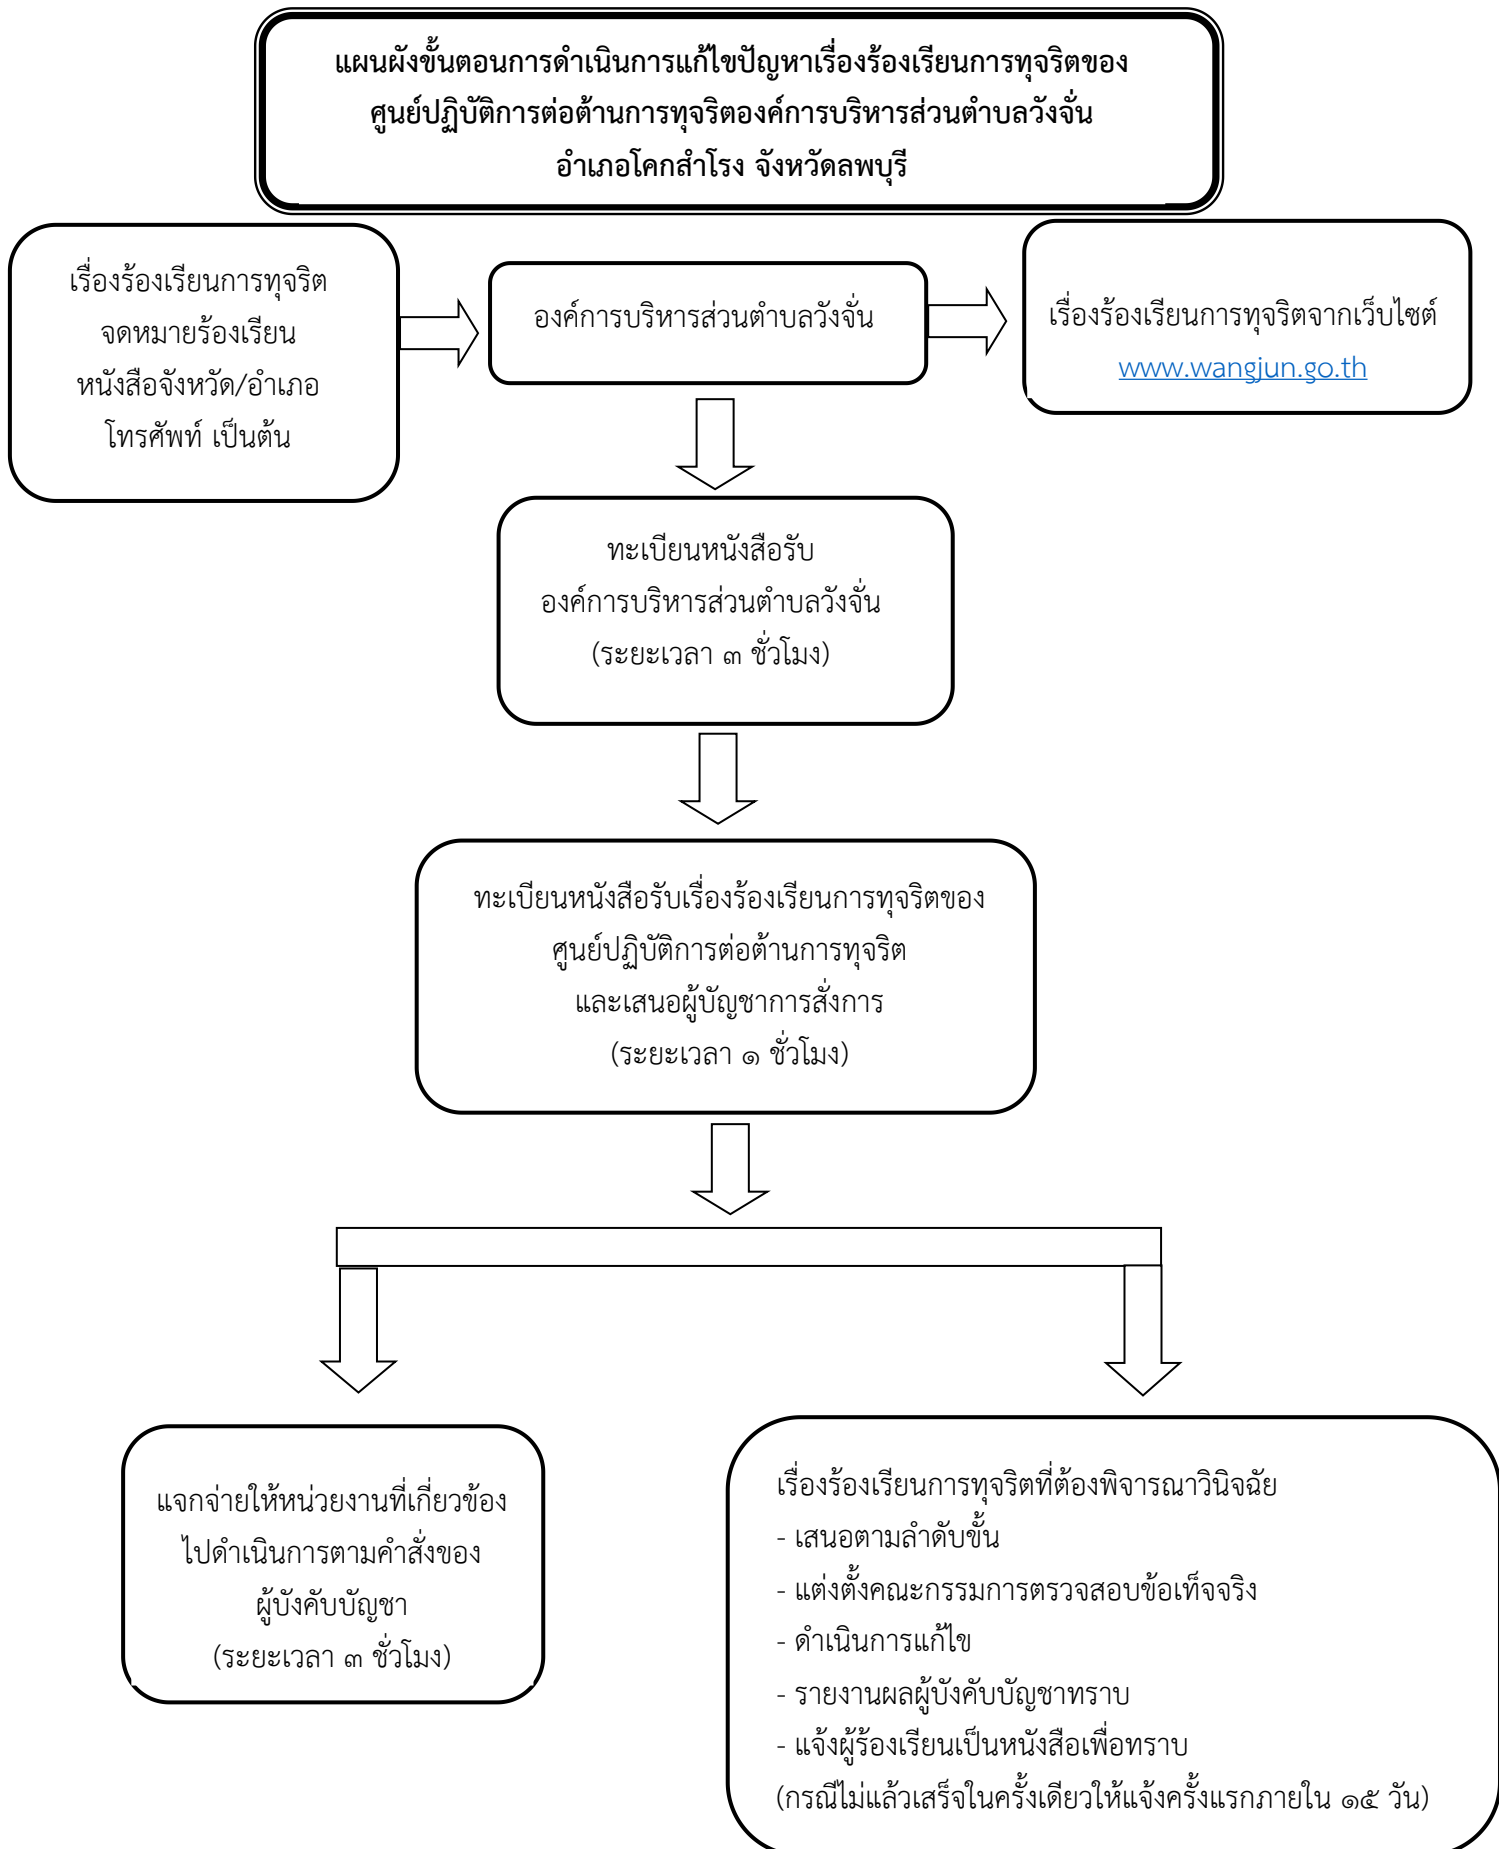 แผนผังขั้นตอนการดำเนินการแก้ไขปัญหาเรื่องร้องเรียนการทุจริตของ
ศูนย์ปฏิบัติการต่อต้านการทุจริตองค์การบริหารส่วนตำบลวังจั่น
อำเภอโคกสำโรง จังหวัดลพบุรี
เรื่องร้องเรียนการทุจริต
จดหมายร้องเรียน
หนังสือจังหวัด/อำเภอ
โทรศัพท์ เป็นต้น
องค์การบริหารส่วนตำบลวังจั่น
เรื่องร้องเรียนการทุจริตจากเว็บไซต์
www.wangjun.go.th
ทะเบียนหนังสือรับ
องค์การบริหารส่วนตำบลวังจั่น
(ระยะเวลา ๓ ชั่วโมง)
ทะเบียนหนังสือรับเรื่องร้องเรียนการทุจริตของ
ศูนย์ปฏิบัติการต่อต้านการทุจริต
และเสนอผู้บัญชาการสั่งการ
(ระยะเวลา ๑ ชั่วโมง)
แจกจ่ายให้หน่วยงานที่เกี่ยวข้อง
ไปดำเนินการตามคำสั่งของ
ผู้บังคับบัญชา
(ระยะเวลา ๓ ชั่วโมง)
เรื่องร้องเรียนการทุจริตที่ต้องพิจารณาวินิจฉัย
- เสนอตามลำดับขั้น
- แต่งตั้งคณะกรรมการตรวจสอบข้อเท็จจริง
- ดำเนินการแก้ไข
- รายงานผลผู้บังคับบัญชาทราบ
- แจ้งผู้ร้องเรียนเป็นหนังสือเพื่อทราบ
(กรณีไม่แล้วเสร็จในครั้งเดียวให้แจ้งครั้งแรกภายใน ๑๕ วัน)